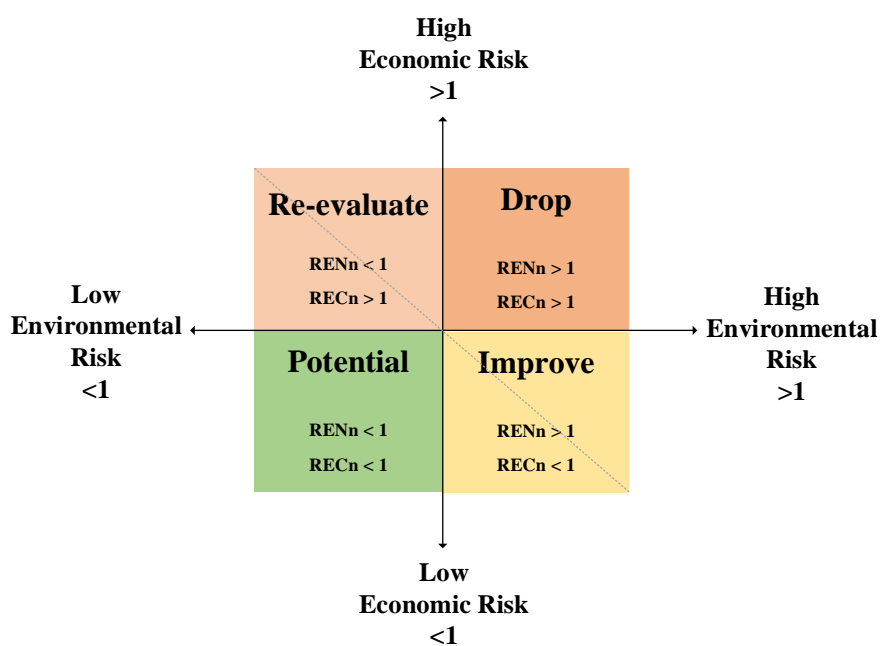 High
Economic Risk
>1
Re-evaluate
RENn < 1
RECn > 1
Drop
RENn > 1
RECn > 1
Low
Environmental
Risk
<1
High
Environmental
Risk
>1
Potential
RENn < 1
RECn < 1
Improve
RENn > 1
RECn < 1
Low
Economic Risk
<1